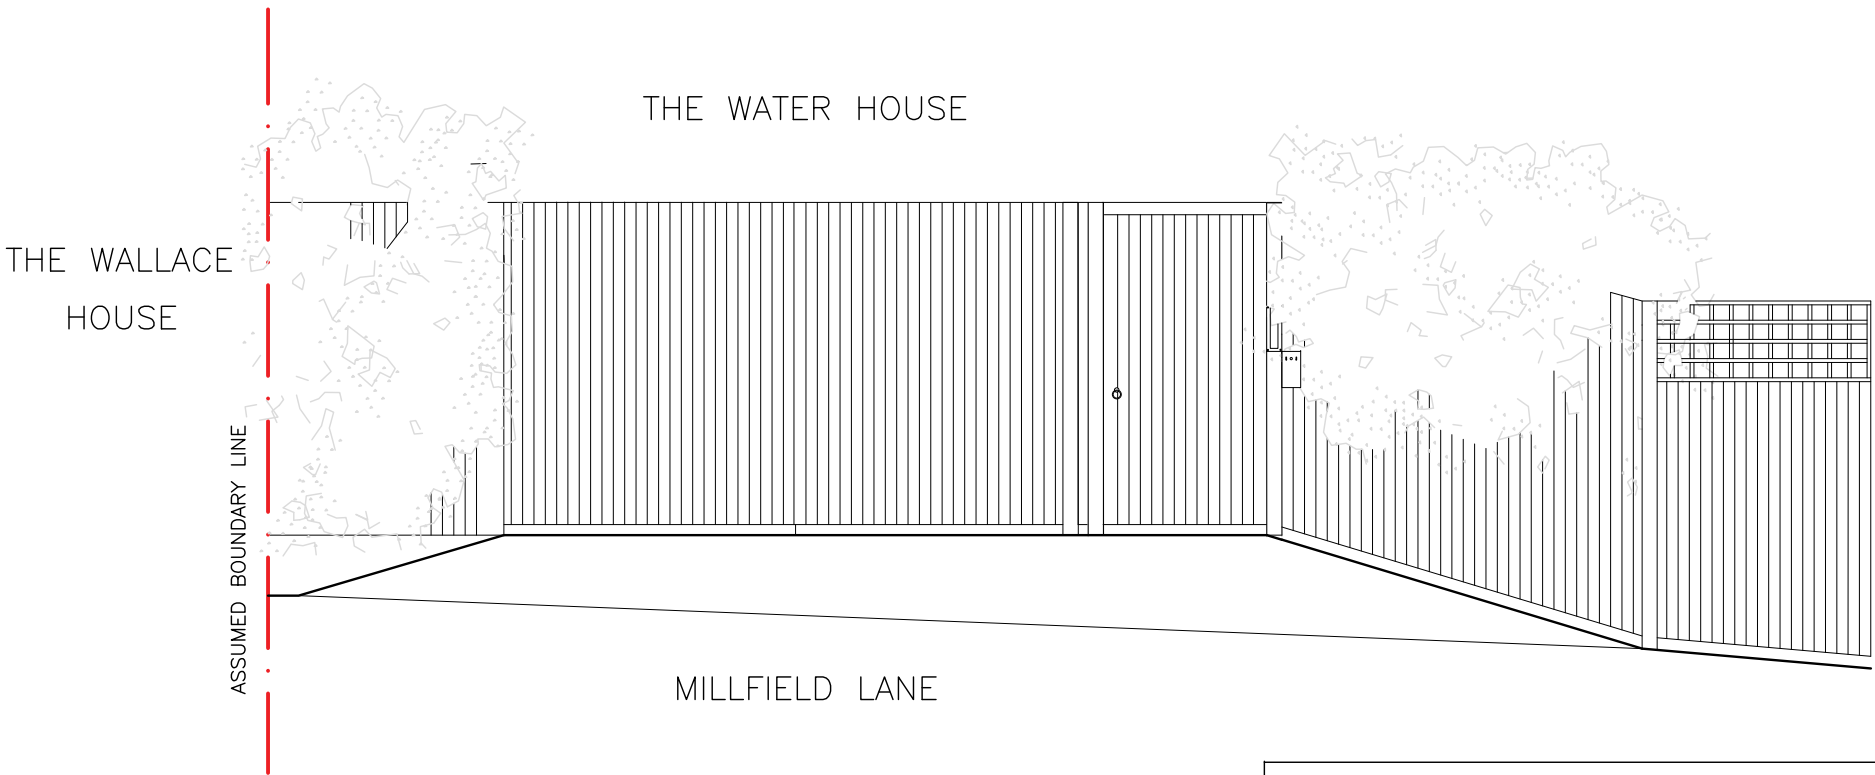 THE WATER HOUSE
THE WALLACE
HOUSE
ASSUMED BOUNDARY LINE
MILLFIELD LANE